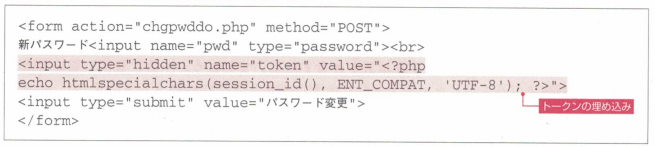 <form action="chgpwddo.php" method="POST">
新パスワード<input name="pwd" type="password"><br>
<input type="hidden" name="token" value="<?php
echo htmlspecialchars(session_id(), ENT_COMPAT, 'UTF-8'); ?>">
<input type="submit" value="パスワード変更">
トークンの埋め込み
</form>